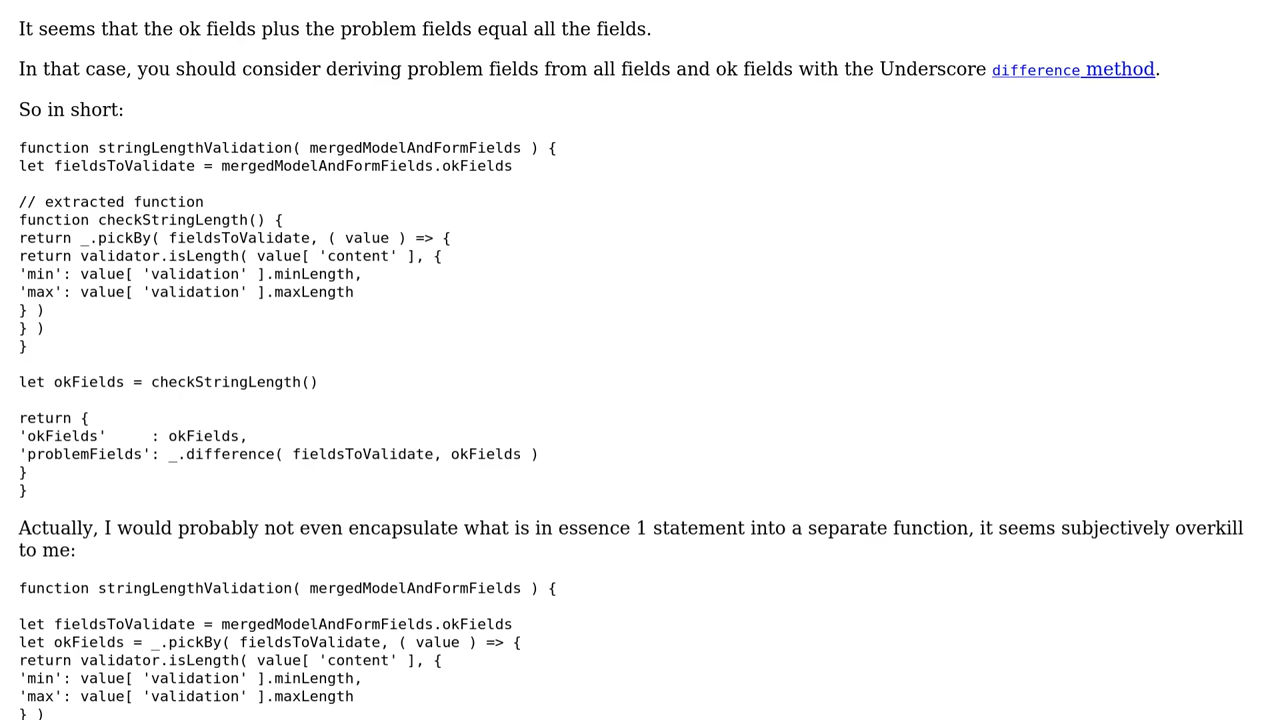 It seems that the ok fields plus the problem fields equal all the fields.
In that case, you should consider deriving problem fields from all fields and ok fields with the Underscore difference method.
So in short:
function stringLengthValidation( mergedModelAndFormFields ) {
let fieldsToValidate = mergedModelAndFormFields.okFields
// extracted function
function checkStringLength() {
return _.pickBy( fieldsToValidate, ( value ) => {
return validator.isLength( value[ 'content' ], {
'min': value[ 'validation' ].minLength,
'max': value[ 'validation' ].maxLength
} )
} )
}
let okFields = checkStringLength()
return {
'okFields'     : okFields,
'problemFields': _.difference( fieldsToValidate, okFields )
}
}
Actually, I would probably not even encapsulate what is in essence 1 statement into a separate function, it seems subjectively overkill
to me:
function stringLengthValidation( mergedModelAndFormFields ) {
let fieldsToValidate = mergedModelAndFormFields.okFields
let okFields = _.pickBy( fieldsToValidate, ( value ) => {
return validator.isLength( value[ 'content' ], {
'min': value[ 'validation' ].minLength,
'max': value[ 'validation' ].maxLength
} )